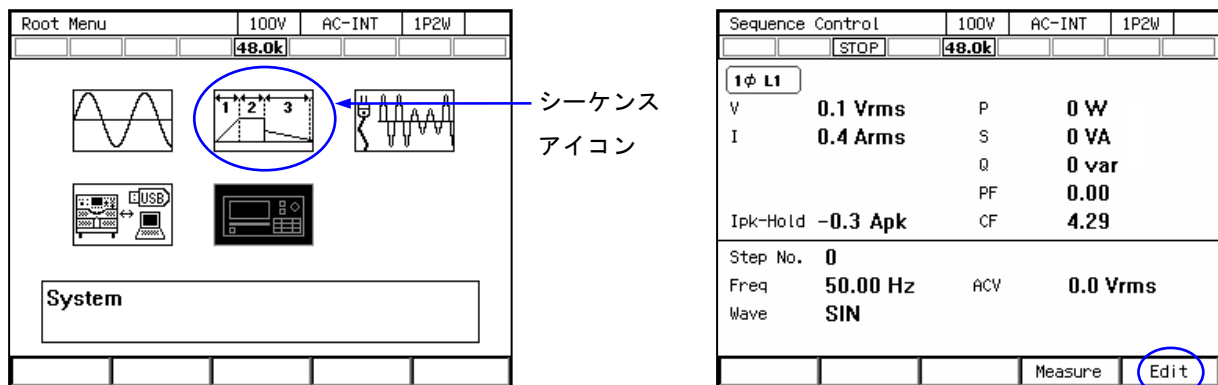 Root Menu 100V AC-INT 1P2W
48.0k
1 2 3
シーケンス
アイコン
USB
System
Sequence Control 100V AC-INT 1P2W
STOP 48.0k
1ϕ L1
V 0.1 Vrms P 0 W
I 0.4 Arms S 0 VA
Q 0 var
PF 0.00
Ipk-Hold -0.3 Apk CF 4.29
Step No. 0
Freq 50.00 Hz ACV 0.0 Vrms
Wave SIN
Measure Edit